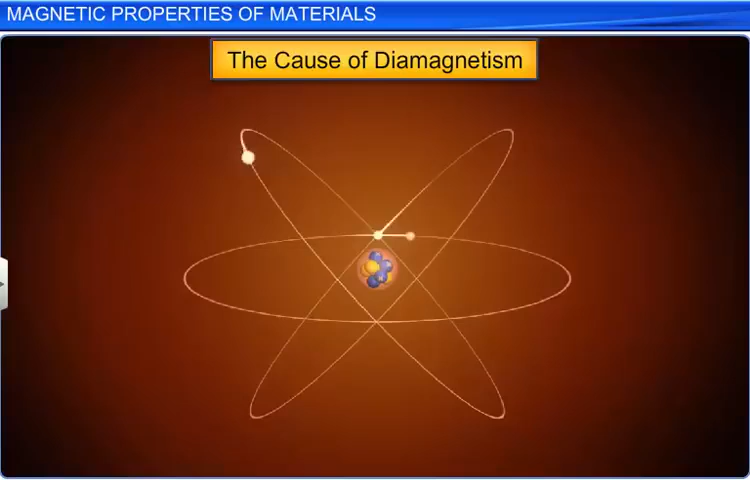 MAGNETIC PROPERTIES OF MATERIALS
The Cause of Diamagnetism